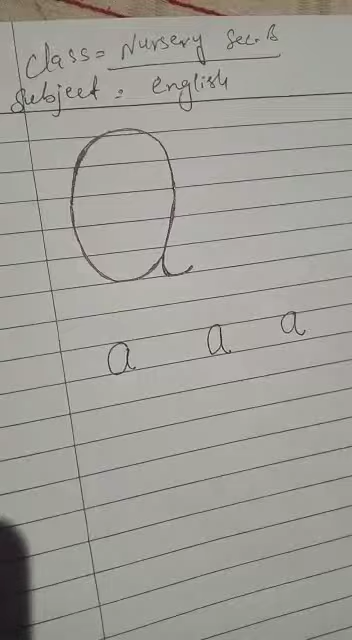 Class = Nursery Sec. B
Subject = English
a
a a a